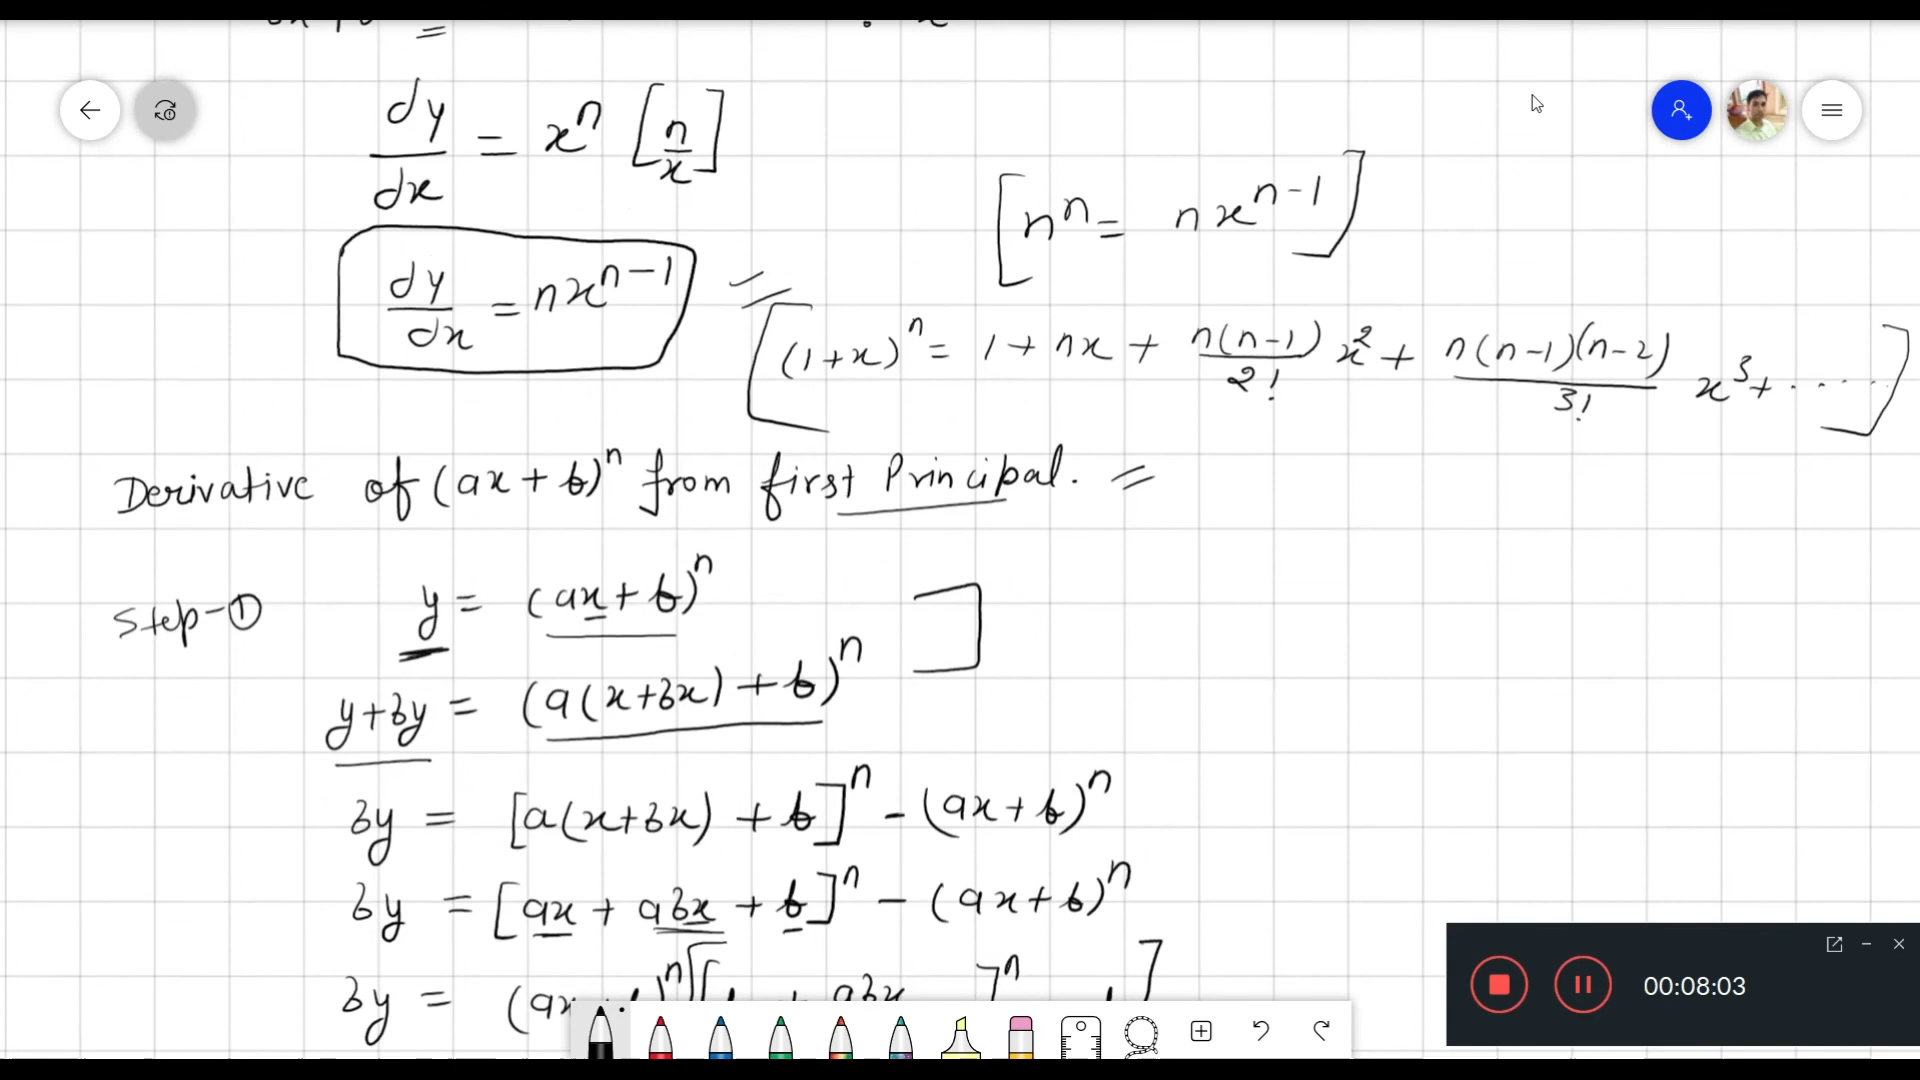 dy/dx = x^n [n/x]
[n^n = nx^(n-1)]
dy/dx = nx^(n-1)
[(1+x)^n = 1 + nx + n(n-1)/2! x^2 + n(n-1)(n-2)/3! x^3 + ......]
Derivative of (ax + b)^n from first Principal. =
Step-①
y = (ax + b)^n
y+δy = (a(x+δx) + b)^n
δy = [a(x+δx) + b]^n - (ax + b)^n
δy = [ax + aδx + b]^n - (ax + b)^n
δy =
00:08:03